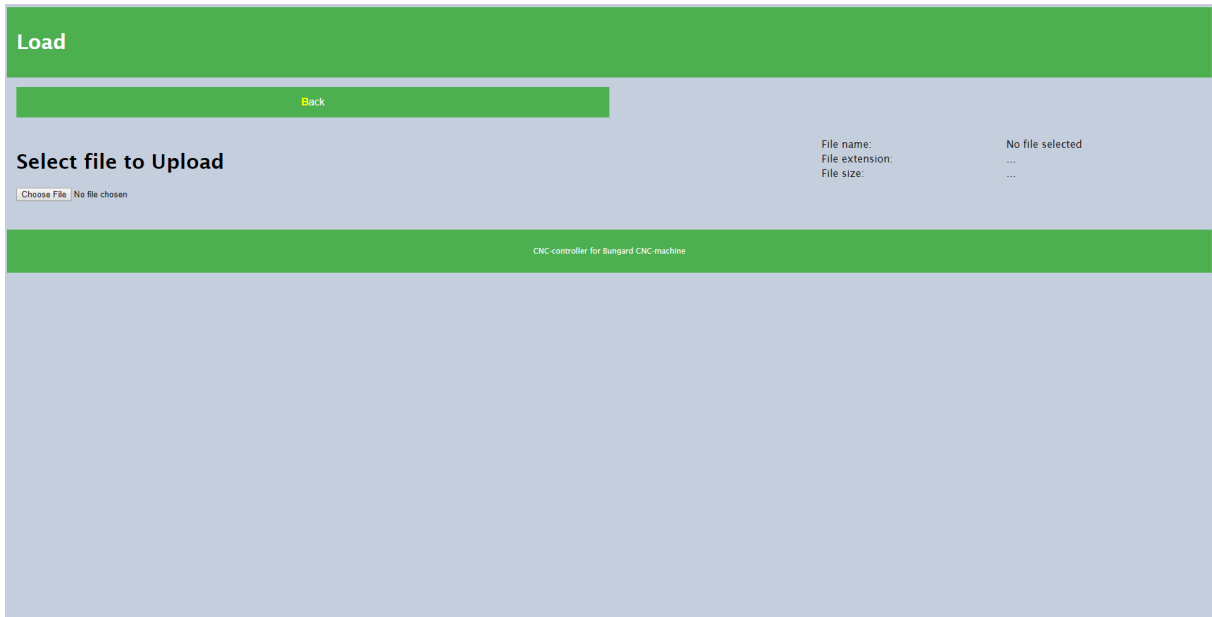 Load
Back
Select file to Upload
Choose File No file chosen
File name: No file selected
File extension: ...
File size: ...
CNC-controller for Bungard CNC-machine